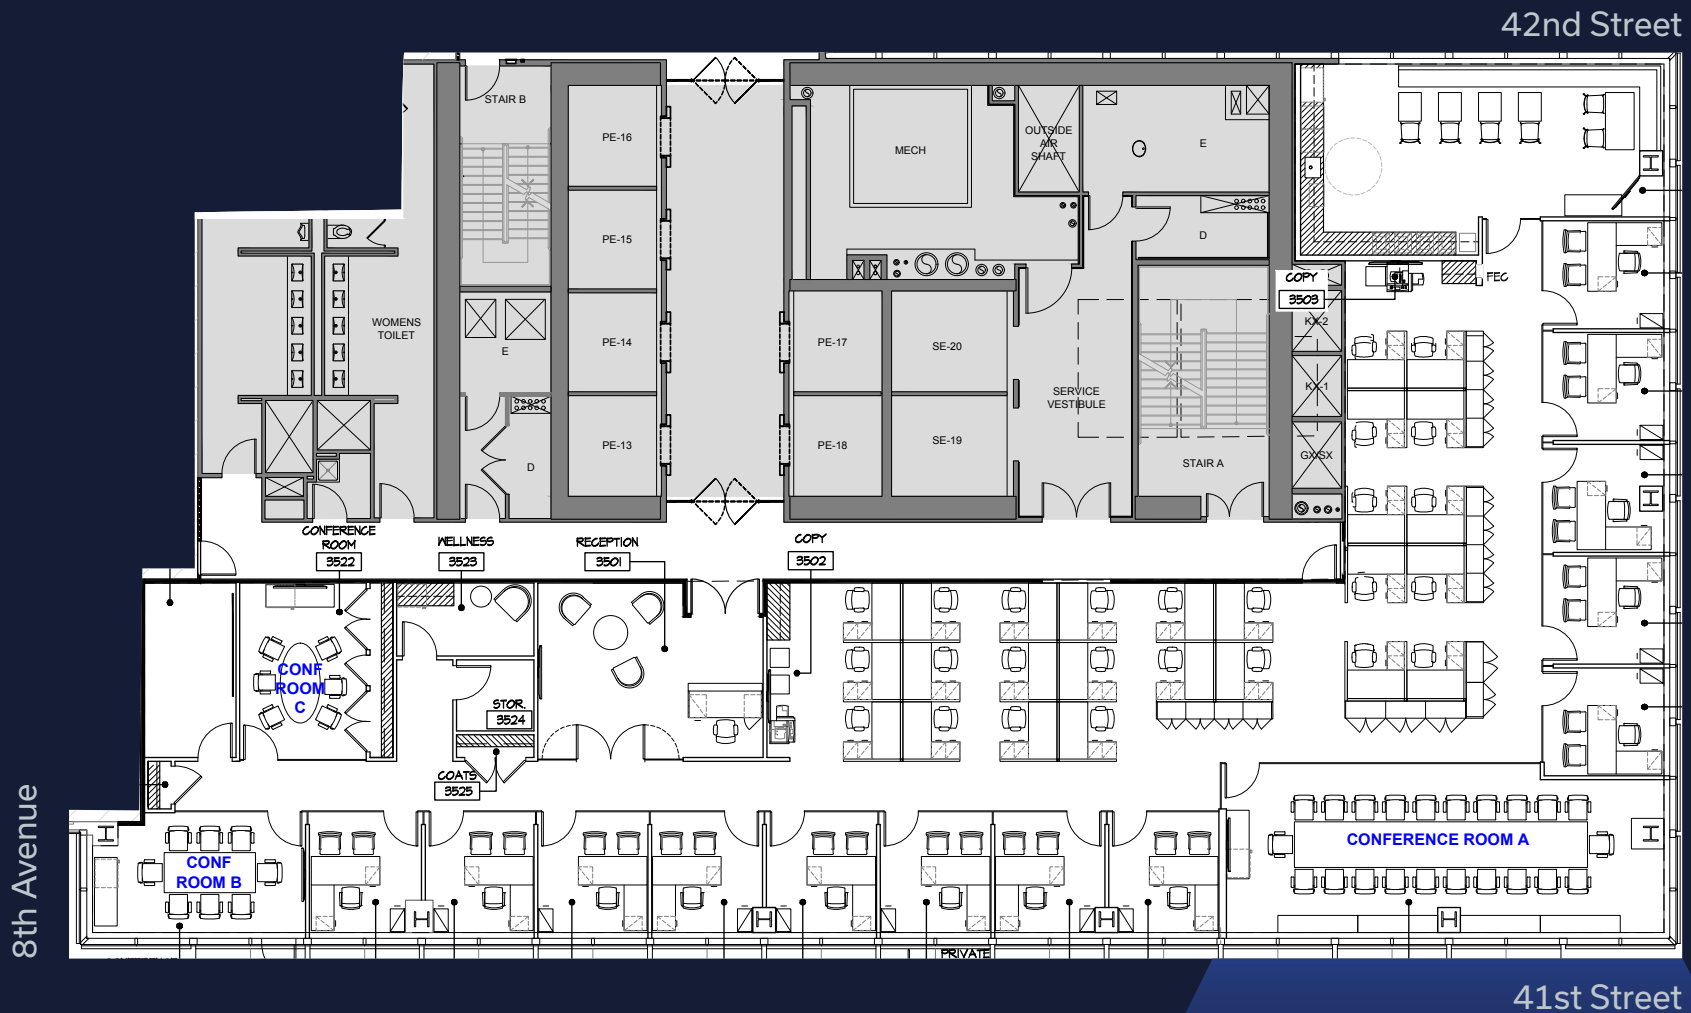 42nd Street
STAIR B
PE-16
MECH
OUTSIDE
AIR
SHAFT
E
PE-15
D
COPY
3503
FEC
WOMENS
TOILET
E
PE-14
PE-17
SE-20
KX-2
SERVICE
VESTIBULE
KX-1
PE-13
PE-18
SE-19
D
STAIR A
GX/SX
CONFERENCE
ROOM
3522
WELLNESS
3523
RECEPTION
3501
COPY
3502
CONF
ROOM
C
STOR.
3524
COATS
3525
CONF
ROOM B
CONFERENCE ROOM A
PRIVATE
8th Avenue
41st Street